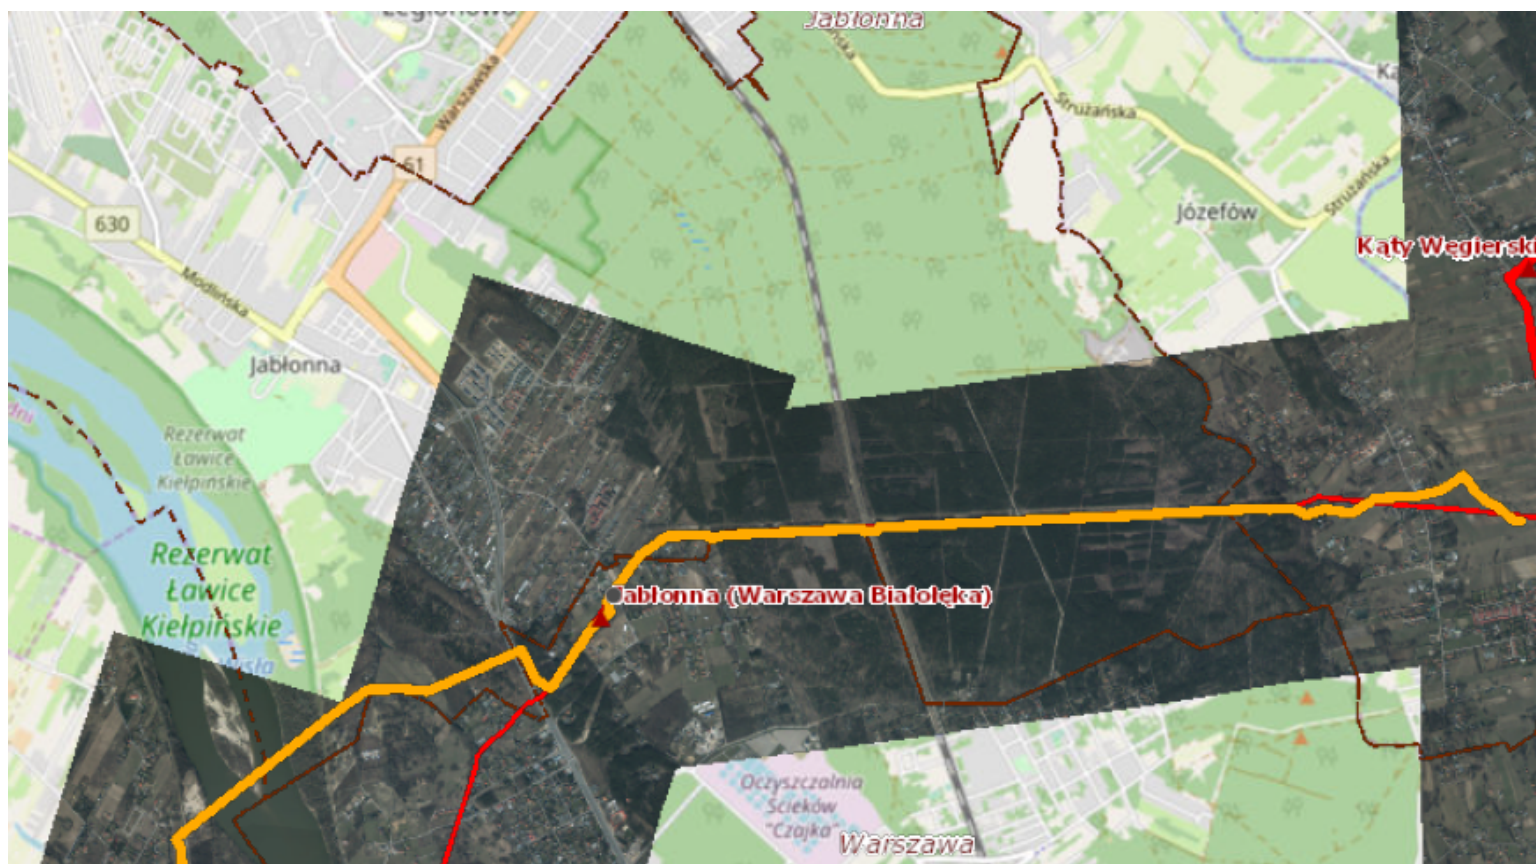 Legionowo
Jabłonna
Warszawska
61
Strużańska
630
Modlińska
Józefów
Strużańska
Kąty Węgierski
Jabłonna
Rezerwat
Ławice
Kiełpińskie
Rezerwat
Ławice
Kiełpińskie
Wisła
Jabłonna (Warszawa Białołęka)
Oczyszczalnia
Ścieków
"Czajka"
Warszawa